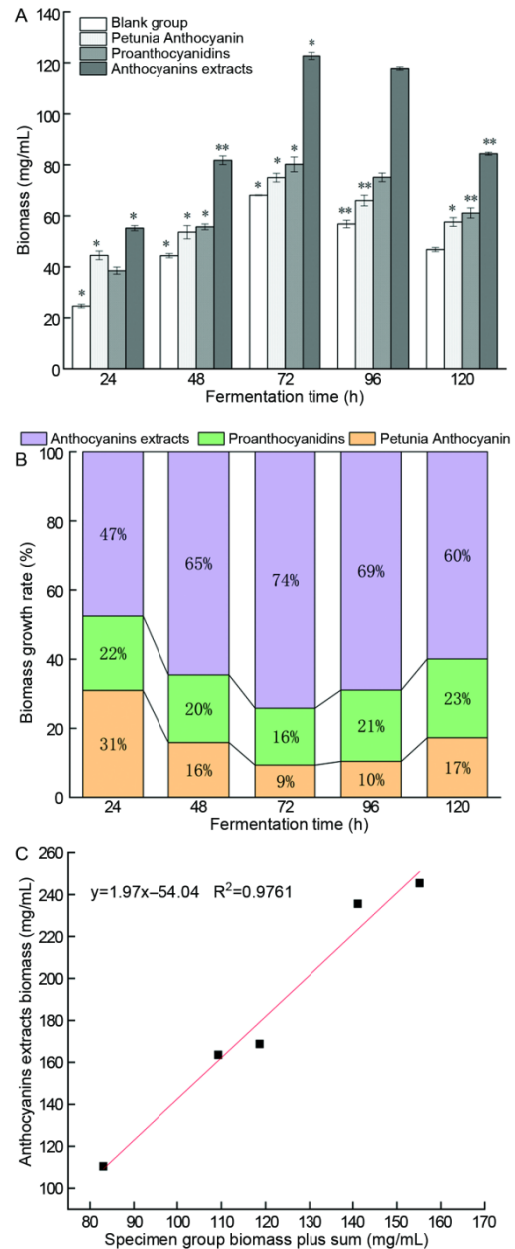 A
Blank group
Petunia Anthocyanin
Proanthocyanidins
Anthocyanins extracts
Biomass (mg/mL)
140
120
100
80
60
40
20
0
* * *
* * * **
* * * *
** **
* ** **
24 48 72 96 120
Fermentation time (h)
Anthocyanins extracts Proanthocyanidins Petunia Anthocyanin
B
Biomass growth rate (%)
100
80
60
40
20
0
47% 65% 74% 69% 60%
22% 20% 16% 21% 23%
31% 16% 9% 10% 17%
24 48 72 96 120
Fermentation time (h)
C
Anthocyanins extracts biomass (mg/mL)
260
240
220
200
180
160
140
120
100
y=1.97x–54.04 R²=0.9761
80 90 100 110 120 130 140 150 160 170
Specimen group biomass plus sum (mg/mL)